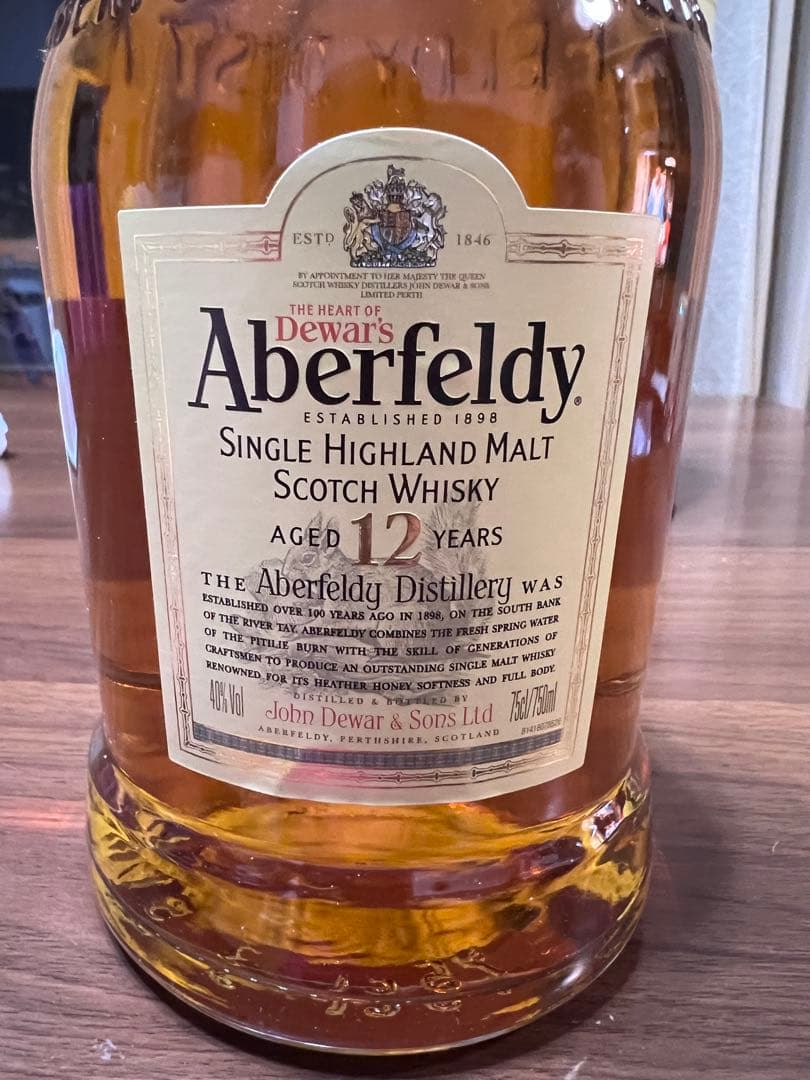 ESTD 1846
BY APPOINTMENT TO HER MAJESTY THE QUEEN
SCOTCH WHISKY DISTILLERS JOHN DEWAR & SONS
LIMITED PERTH
THE HEART OF
Dewar's
Aberfeldy®
ESTABLISHED 1898
SINGLE HIGHLAND MALT
SCOTCH WHISKY
AGED 12 YEARS
THE Aberfeldy Distillery WAS
ESTABLISHED OVER 100 YEARS AGO IN 1898, ON THE SOUTH BANK
OF THE RIVER TAY. ABERFELDY COMBINES THE FRESH SPRING WATER
OF THE PITILIE BURN WITH THE SKILL OF GENERATIONS OF
CRAFTSMEN TO PRODUCE AN OUTSTANDING SINGLE MALT WHISKY
RENOWNED FOR ITS HEATHER HONEY SOFTNESS AND FULL BODY.
40% Vol
DISTILLED & BOTTLED BY
75cl/750ml
John Dewar & Sons Ltd
ABERFELDY, PERTHSHIRE, SCOTLAND